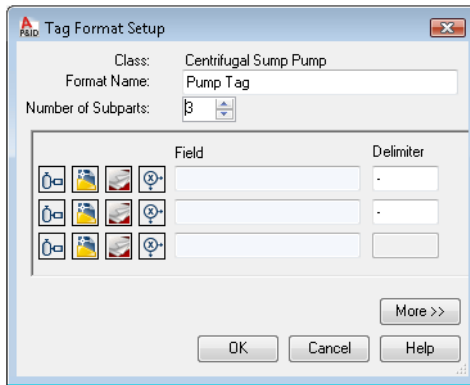 A
P&ID
Tag Format Setup
Class: Centrifugal Sump Pump
Format Name: Pump Tag
Number of Subparts: 3
Field Delimiter
-
-
More >>
OK Cancel Help